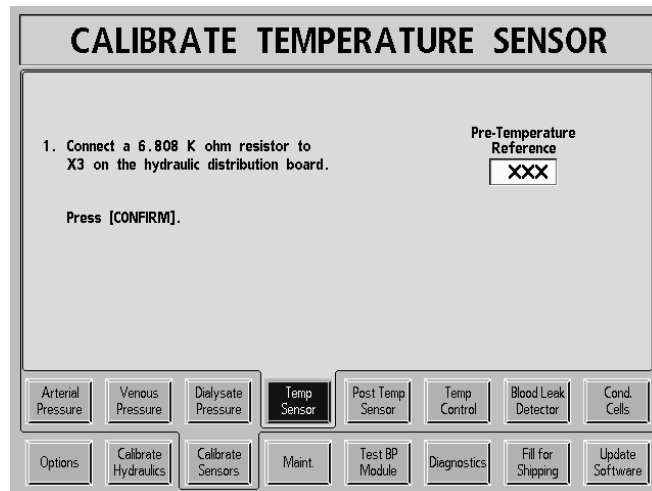 CALIBRATE TEMPERATURE SENSOR
1. Connect a 6.808 K ohm resistor to
X3 on the hydraulic distribution board.
Press [CONFIRM].
Pre-Temperature
Reference
XXX
Arterial
Pressure
Venous
Pressure
Dialysate
Pressure
Temp
Sensor
Post Temp
Sensor
Temp
Control
Blood Leak
Detector
Cond.
Cells
Options
Calibrate
Hydraulics
Calibrate
Sensors
Maint.
Test BP
Module
Diagnostics
Fill for
Shipping
Update
Software